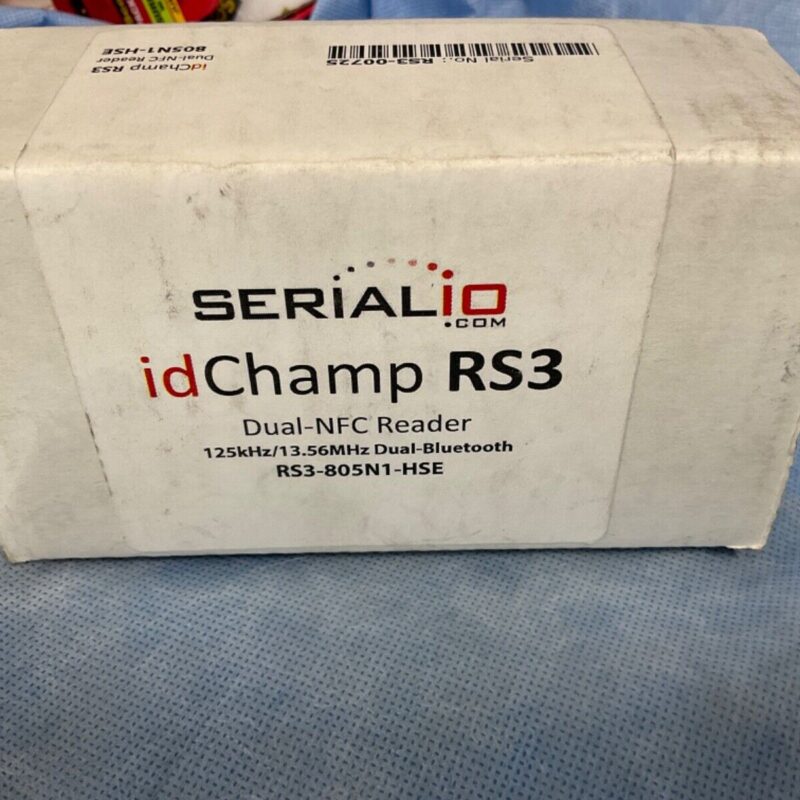 idChamp RS3
Dual-NFC Reader
805N1-HSE
Serial No.: RS3-00725
SERIALIO
.COM
idChamp RS3
Dual-NFC Reader
125kHz/13.56MHz Dual-Bluetooth
RS3-805N1-HSE